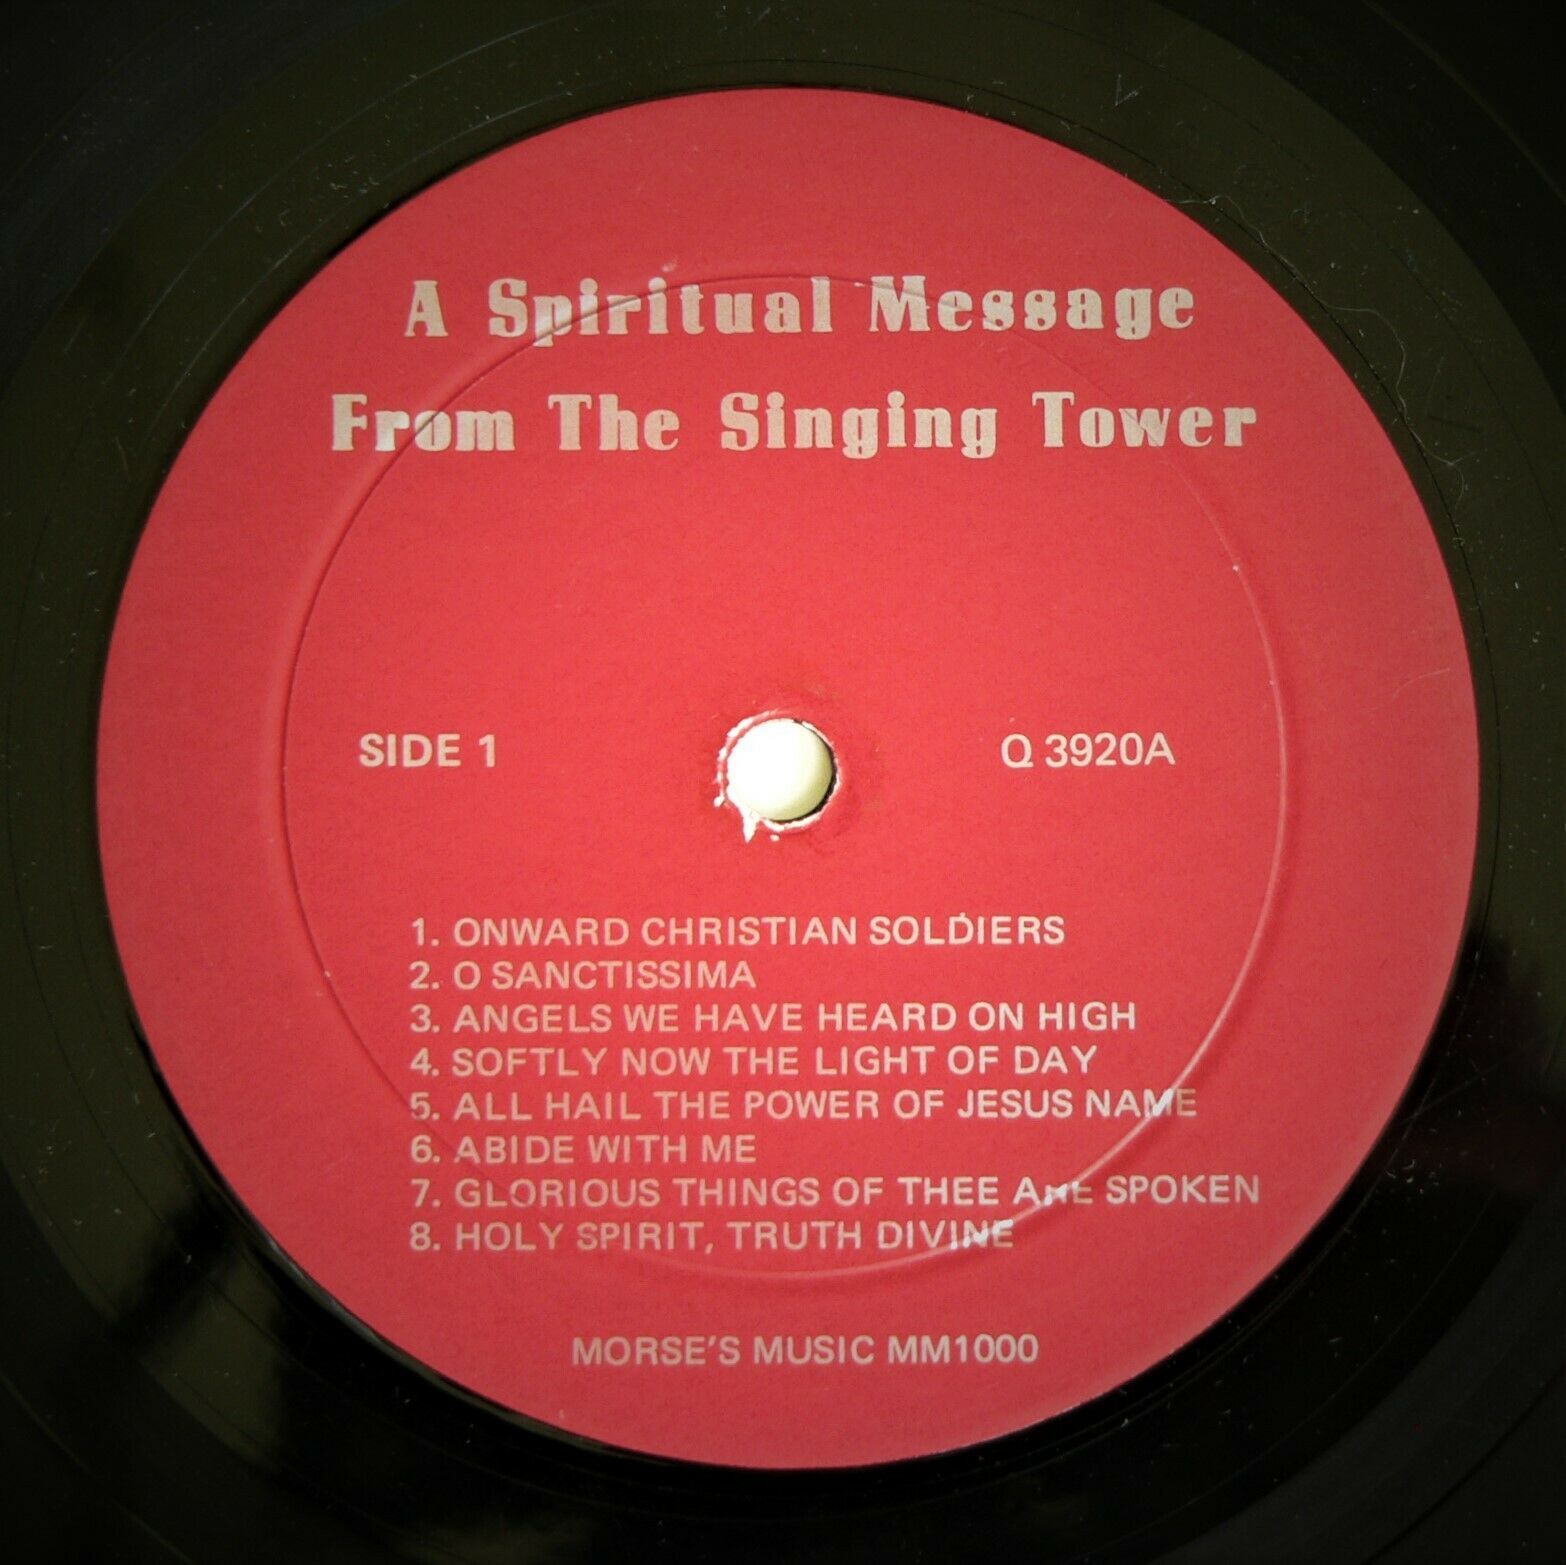 A Spiritual Message
From The Singing Tower
SIDE 1
Q 3920A
1. ONWARD CHRISTIAN SOLDIERS
2. O SANCTISSIMA
3. ANGELS WE HAVE HEARD ON HIGH
4. SOFTLY NOW THE LIGHT OF DAY
5. ALL HAIL THE POWER OF JESUS NAME
6. ABIDE WITH ME
7. GLORIOUS THINGS OF THEE ARE SPOKEN
8. HOLY SPIRIT, TRUTH DIVINE
MORSE'S MUSIC MM1000